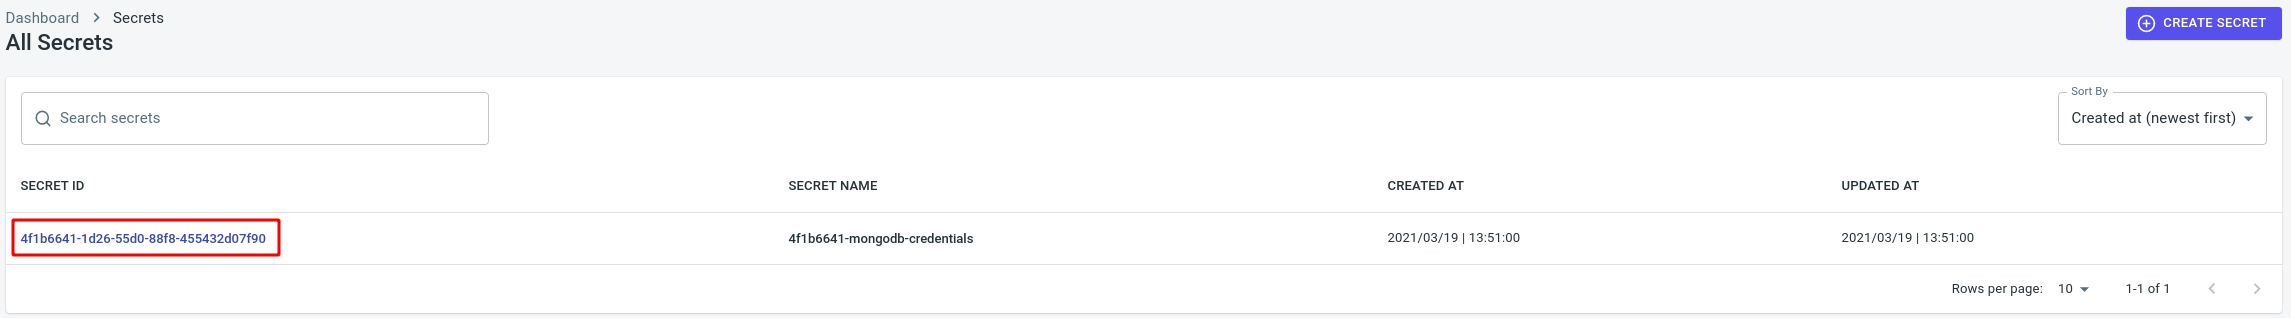 Dashboard > Secrets
All Secrets
CREATE SECRET
Search secrets
Sort By
Created at (newest first)
SECRET ID SECRET NAME CREATED AT UPDATED AT
4f1b6641-1d26-55d0-88f8-455432d07f90 4f1b6641-mongodb-credentials 2021/03/19 | 13:51:00 2021/03/19 | 13:51:00
Rows per page: 10 1-1 of 1